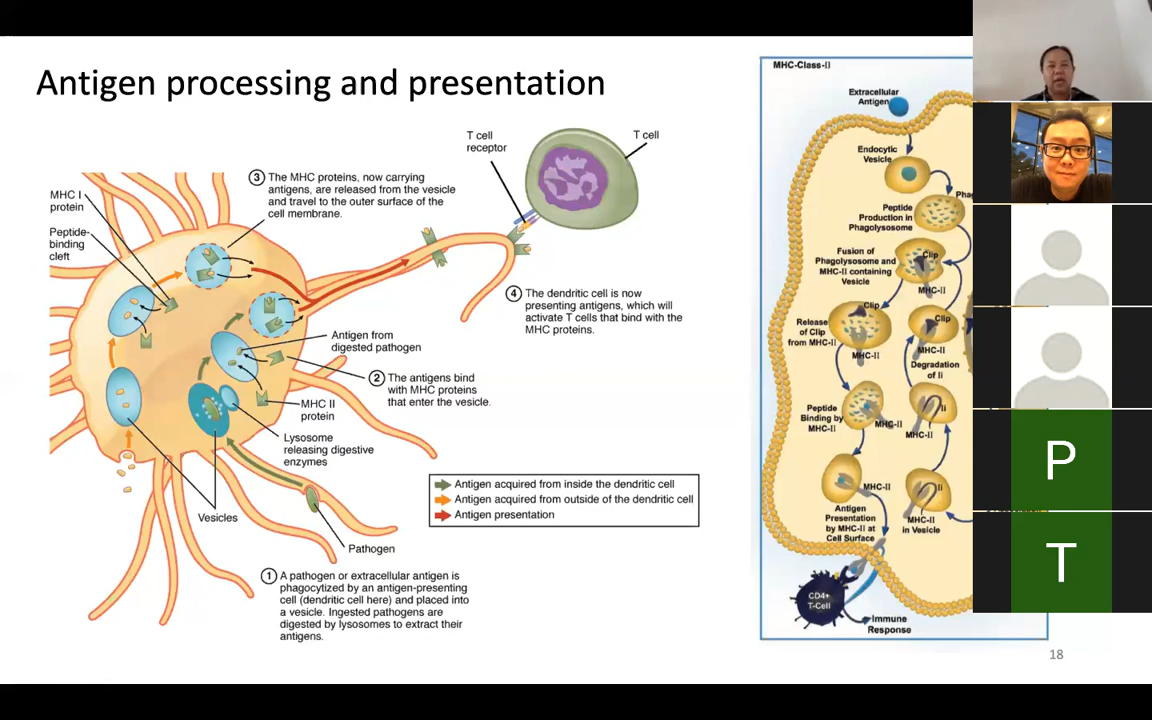 Antigen processing and presentation
MHC I
protein
Peptide-
binding
cleft
③ The MHC proteins, now carrying
antigens, are released from the vesicle
and travel to the outer surface of the
cell membrane.
T cell
receptor
T cell
④ The dendritic cell is now
presenting antigens, which will
activate T cells that bind with the
MHC proteins.
Antigen from
digested pathogen
② The antigens bind
with MHC proteins
that enter the vesicle.
MHC II
protein
Lysosome
releasing digestive
enzymes
Vesicles
Pathogen
Antigen acquired from inside the dendritic cell
Antigen acquired from outside of the dendritic cell
Antigen presentation
① A pathogen or extracellular antigen is
phagocytized by an antigen-presenting
cell (dendritic cell here) and placed into
a vesicle. Ingested pathogens are
digested by lysosomes to extract their
antigens.
MHC-Class-II
Extracellular
Antigen
Endocytic
Vesicle
Peptide
Production in
Phagolysosome
Fusion of
Phagolysosome and
MHC-II containing
Vesicle
Clip
MHC-II
Clip
Release
of Clip
from MHC-II
MHC-II
Clip
MHC-II
Degradation
of Ii
Peptide
Binding by
MHC-II
MHC-II
Ii
MHC-II
MHC-II
Antigen
Presentation
by MHC-II at
Cell Surface
Ii
MHC-II
in Vesicle
CD4+
T-Cell
Immune
Response
18
P
T